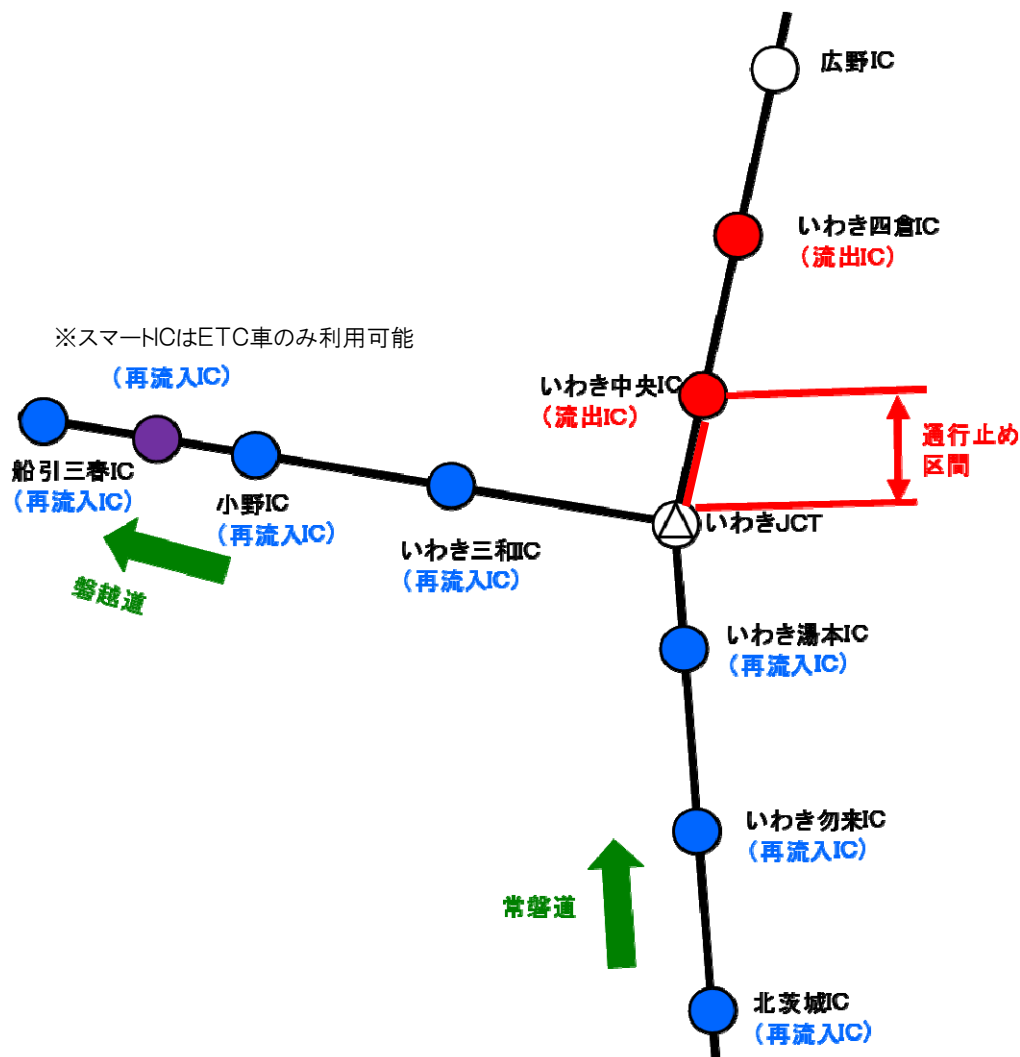 広野IC
いわき四倉IC
(流出IC)
※スマートICはETC車のみ利用可能
(再流入IC)
いわき中央IC
(流出IC)
通行止め
区間
船引三春IC
(再流入IC)
小野IC
(再流入IC)
いわきJCT
いわき三和IC
(再流入IC)
磐越道
いわき湯本IC
(再流入IC)
いわき勿来IC
(再流入IC)
常磐道
北茨城IC
(再流入IC)